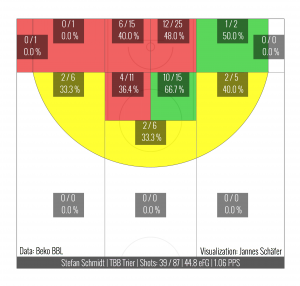 0 / 1
0.0 %
6 / 15
40.0 %
12 / 25
48.0 %
1 / 2
50.0 %
0 / 1
0.0 %
0 / 0
0.0 %
2 / 6
33.3 %
4 / 11
36.4 %
10 / 15
66.7 %
2 / 5
40.0 %
2 / 6
33.3 %
0 / 0
0.0 %
0 / 0
0.0 %
0 / 0
0.0 %
Data: Beko BBL
Visualization: Jannes Schäfer
Stefan Schmidt | TBB Trier | Shots: 39 / 87 | 44.8 eFG | 1.06 PPS